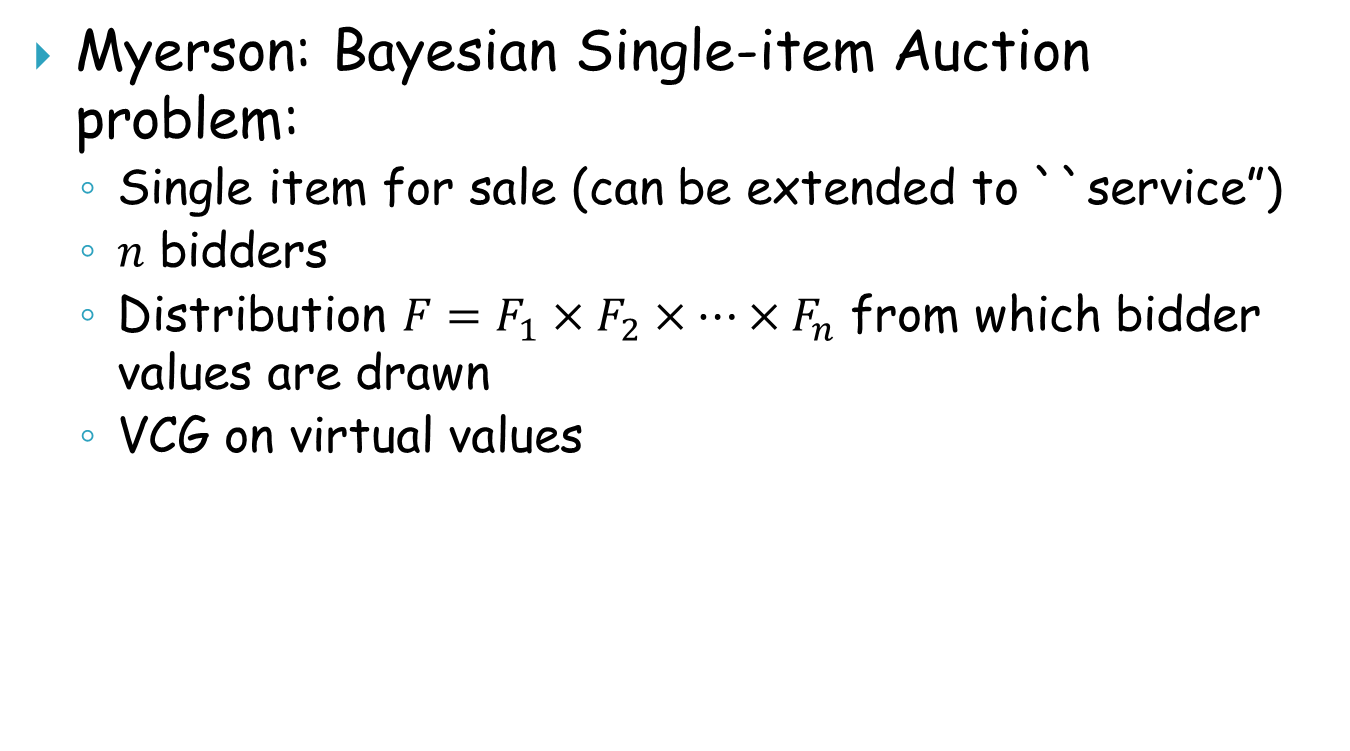 Myerson: Bayesian Single-item Auction
problem:
Single item for sale (can be extended to ``service”)
n bidders
Distribution F = F₁ × F₂ × ⋯ × Fₙ from which bidder
values are drawn
VCG on virtual values